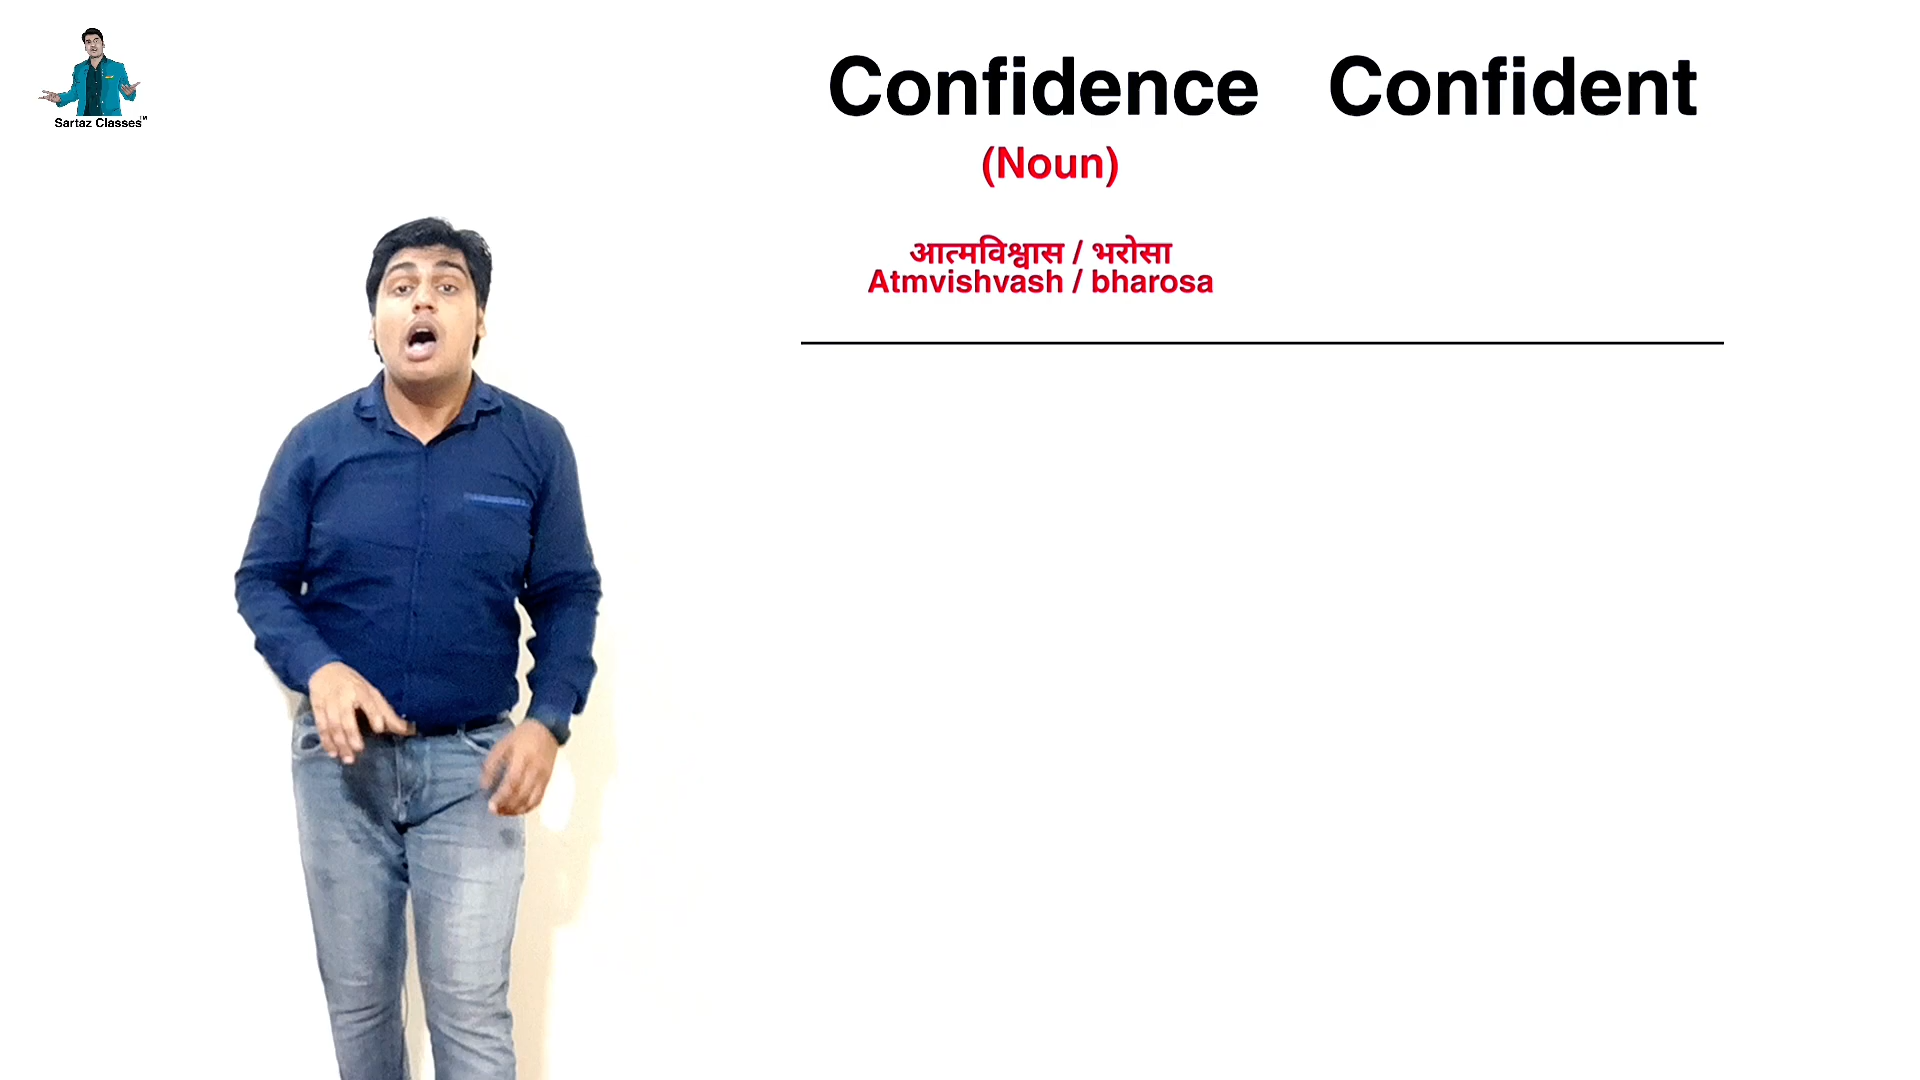 Sartaz Classes™
Confidence Confident
(Noun)
आत्मविश्वास / भरोसा
Atmvishvash / bharosa